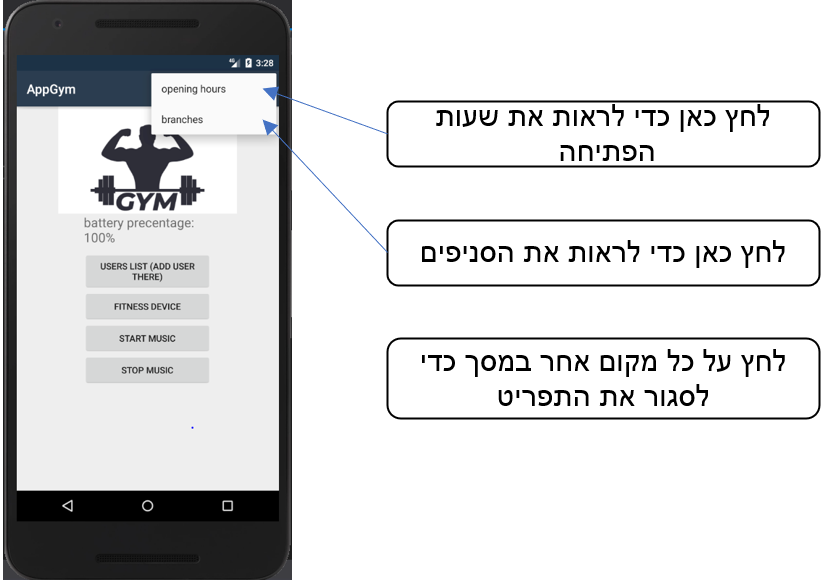 4G 3:28
AppGym
opening hours
branches
GYM
battery precentage:
100%
USERS LIST (ADD USER
THERE)
FITNESS DEVICE
START MUSIC
STOP MUSIC
לחץ כאן כדי לראות את שעות
הפתיחה
לחץ כאן כדי לראות את הסניפים
לחץ על כל מקום אחר במסך כדי
לסגור את התפריט